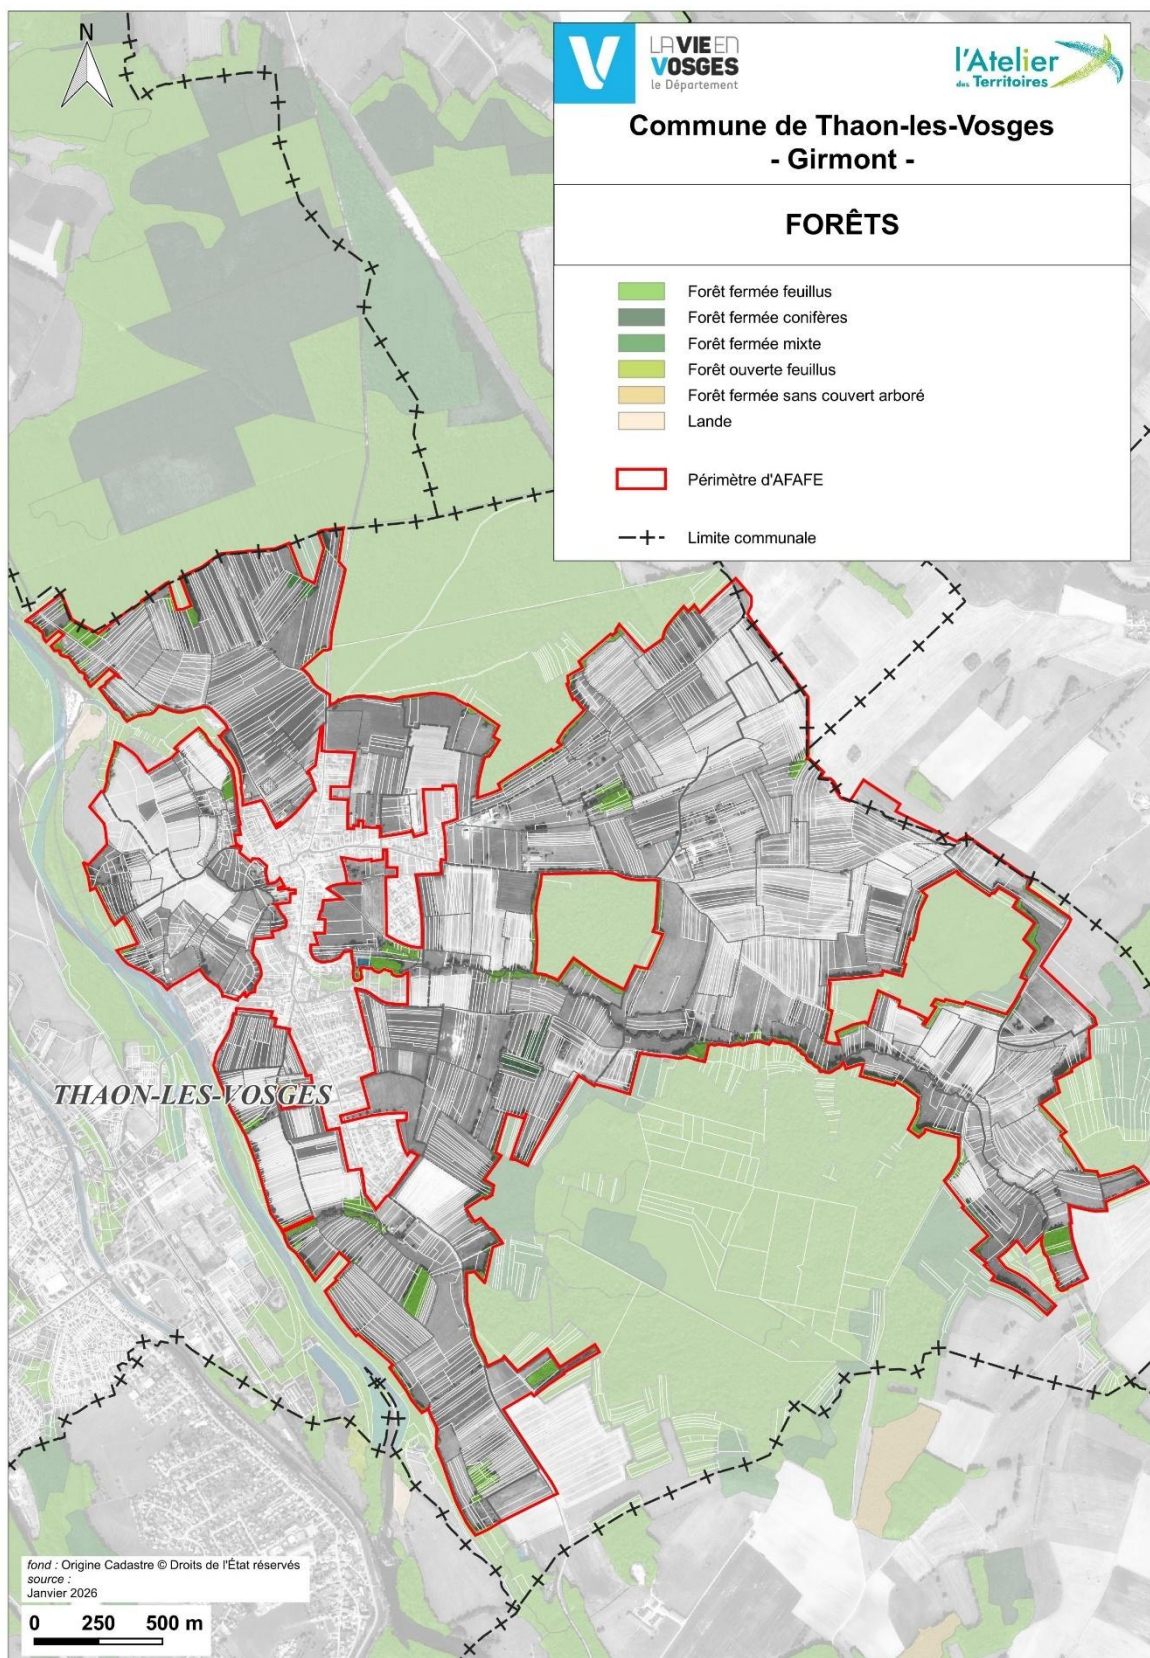 N
LA VIE EN
VOSGES
le Département
l'Atelier
des Territoires
Commune de Thaon-les-Vosges
- Girmont -
FORÊTS
Forêt fermée feuillus
Forêt fermée conifères
Forêt fermée mixte
Forêt ouverte feuillus
Forêt fermée sans couvert arboré
Lande
Périmètre d'AFAFE
Limite communale
THAON-LES-VOSGES
fond : Origine Cadastre © Droits de l'État réservés
source :
Janvier 2026
0 250 500 m